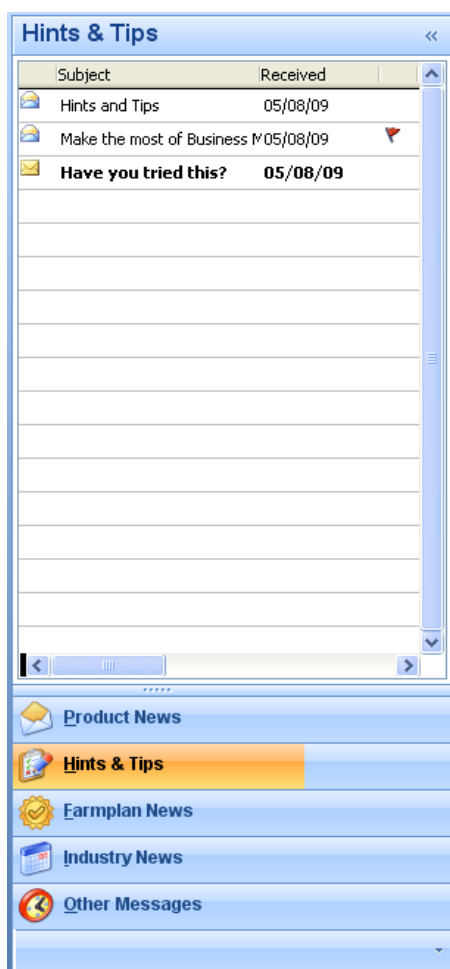 Hints & Tips
Subject Received
Hints and Tips 05/08/09
Make the most of Business M 05/08/09
Have you tried this? 05/08/09
Product News
Hints & Tips
Farmplan News
Industry News
Other Messages